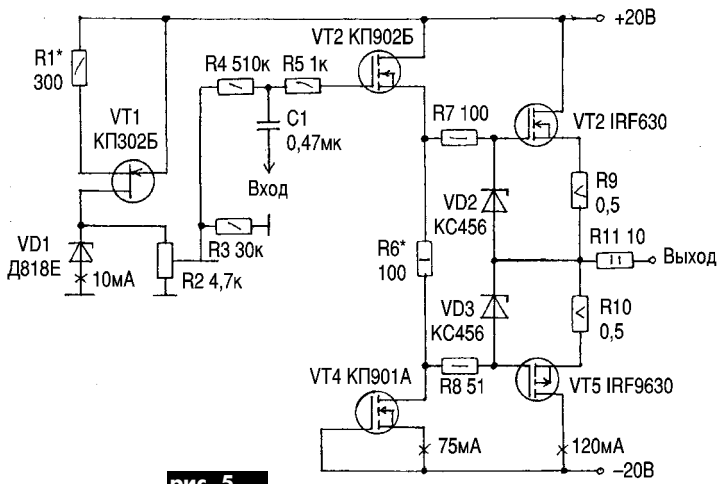 +20В
VT2 КП902Б
R1*
300
R4 510к
R5 1к
VT1
КП302Б
C1
0,47мк
R7 100
VT2 IRF630
Вход
VD2
КС456
R9
0,5
R3 30к
R11 10
Выход
VD1
Д818Е
10мА
R2 4,7к
R6*
100
VD3
КС456
R10
0,5
VT4 КП901А
R8 51
VT5 IRF9630
75мА
120мА
–20В
рис. 5